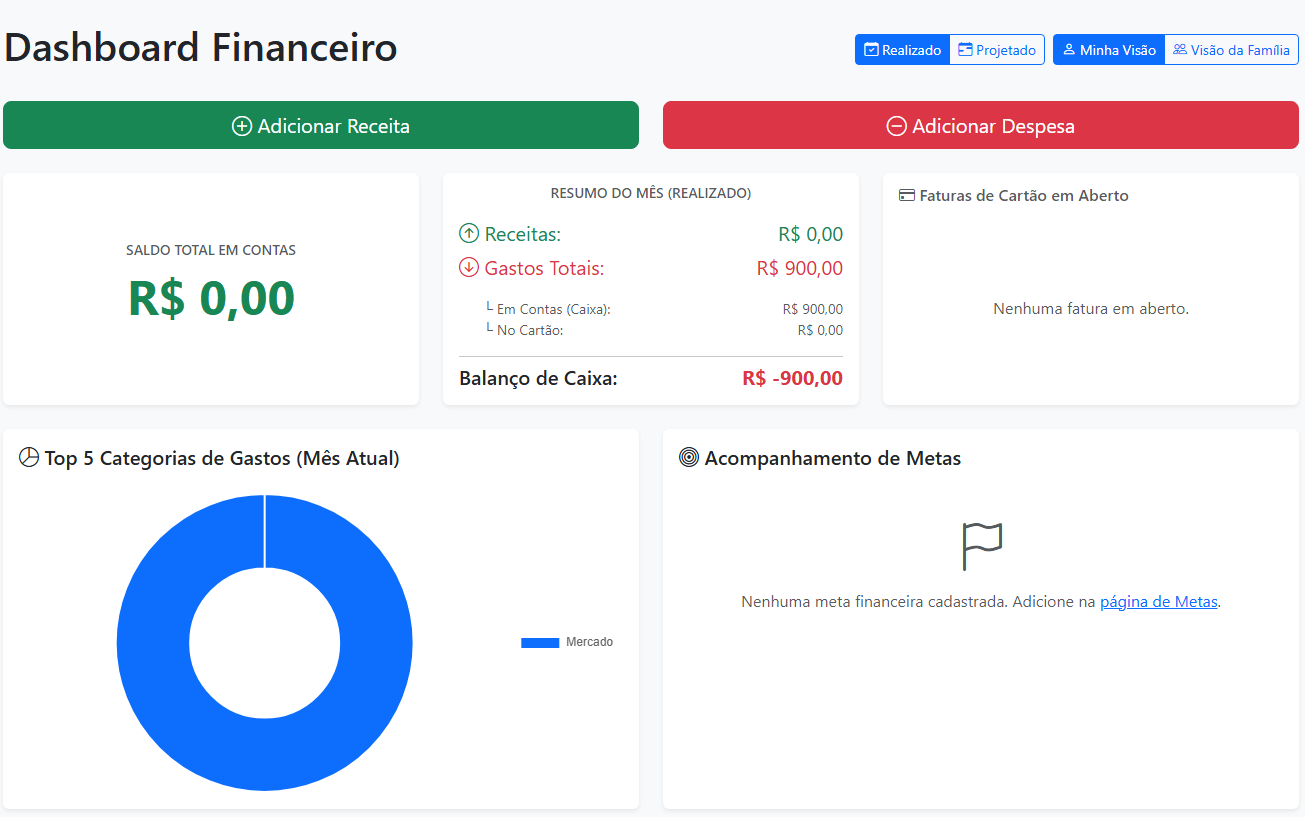 Dashboard Financeiro
Realizado Projetado Minha Visão Visão da Família
Adicionar Receita
Adicionar Despesa
SALDO TOTAL EM CONTAS
R$ 0,00
RESUMO DO MÊS (REALIZADO)
Receitas: R$ 0,00
Gastos Totais: R$ 900,00
└ Em Contas (Caixa): R$ 900,00
└ No Cartão: R$ 0,00
Balanço de Caixa: R$ -900,00
Faturas de Cartão em Aberto
Nenhuma fatura em aberto.
Top 5 Categorias de Gastos (Mês Atual)
Mercado
Acompanhamento de Metas
Nenhuma meta financeira cadastrada. Adicione na página de Metas.